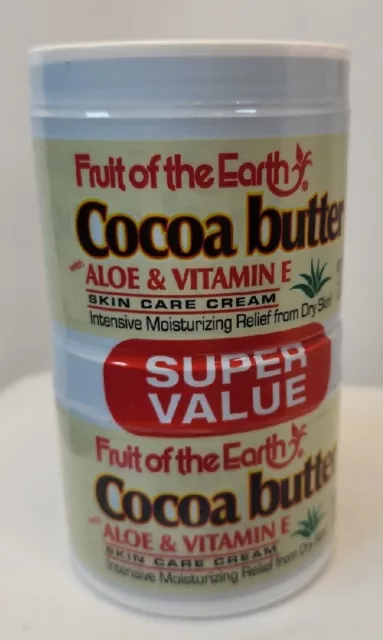 Fruit of the Earth®
Cocoa butter
with ALOE & VITAMIN E
SKIN CARE CREAM
Intensive Moisturizing Relief from Dry Skin
SUPER
VALUE
Fruit of the Earth®
Cocoa butter
with ALOE & VITAMIN E
SKIN CARE CREAM
Intensive Moisturizing Relief from Dry